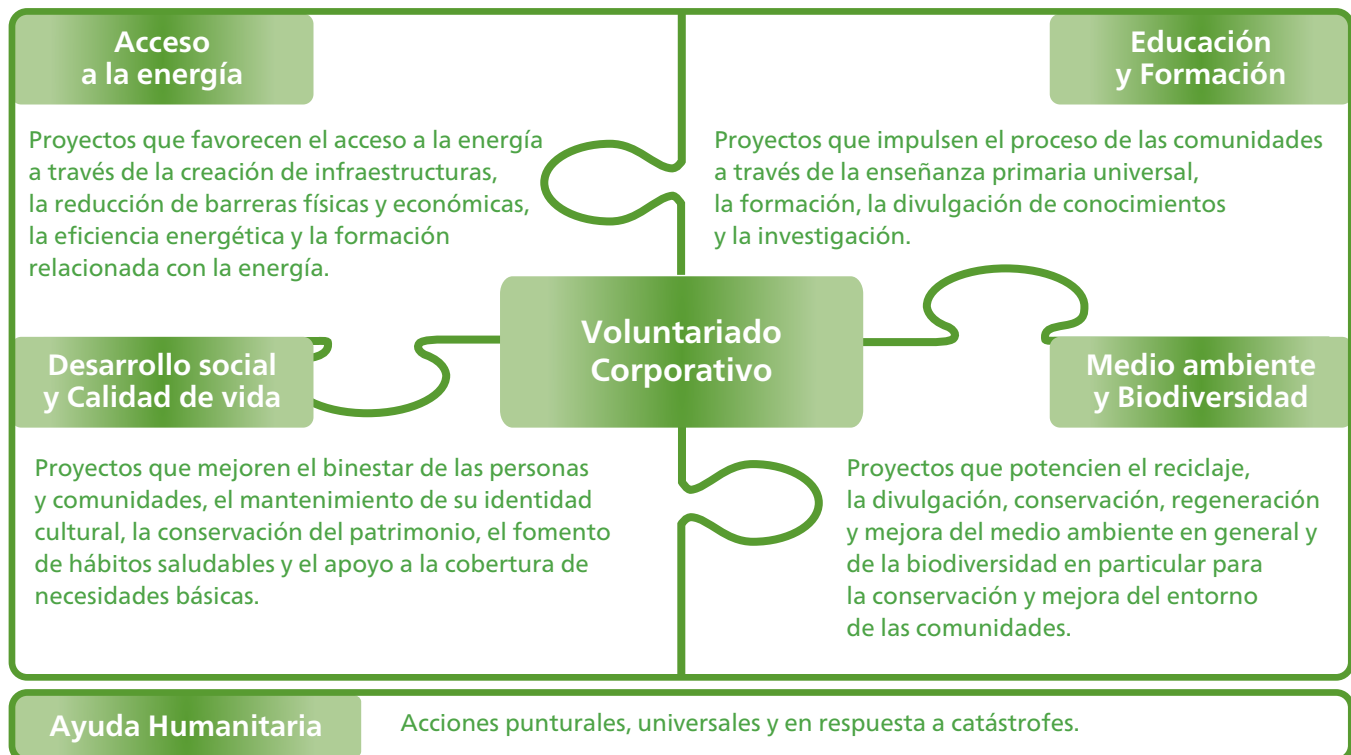 Acceso
a la energía
Proyectos que favorecen el acceso a la energía
a través de la creación de infraestructuras,
la reducción de barreras físicas y económicas,
la eficiencia energética y la formación
relacionada con la energía.
Educación
y Formación
Proyectos que impulsen el proceso de las comunidades
a través de la enseñanza primaria universal,
la formación, la divulgación de conocimientos
y la investigación.
Voluntariado
Corporativo
Desarrollo social
y Calidad de vida
Proyectos que mejoren el binestar de las personas
y comunidades, el mantenimiento de su identidad
cultural, la conservación del patrimonio, el fomento
de hábitos saludables y el apoyo a la cobertura de
necesidades básicas.
Medio ambiente
y Biodiversidad
Proyectos que potencien el reciclaje,
la divulgación, conservación, regeneración
y mejora del medio ambiente en general y
de la biodiversidad en particular para
la conservación y mejora del entorno
de las comunidades.
Ayuda Humanitaria
Acciones punturales, universales y en respuesta a catástrofes.